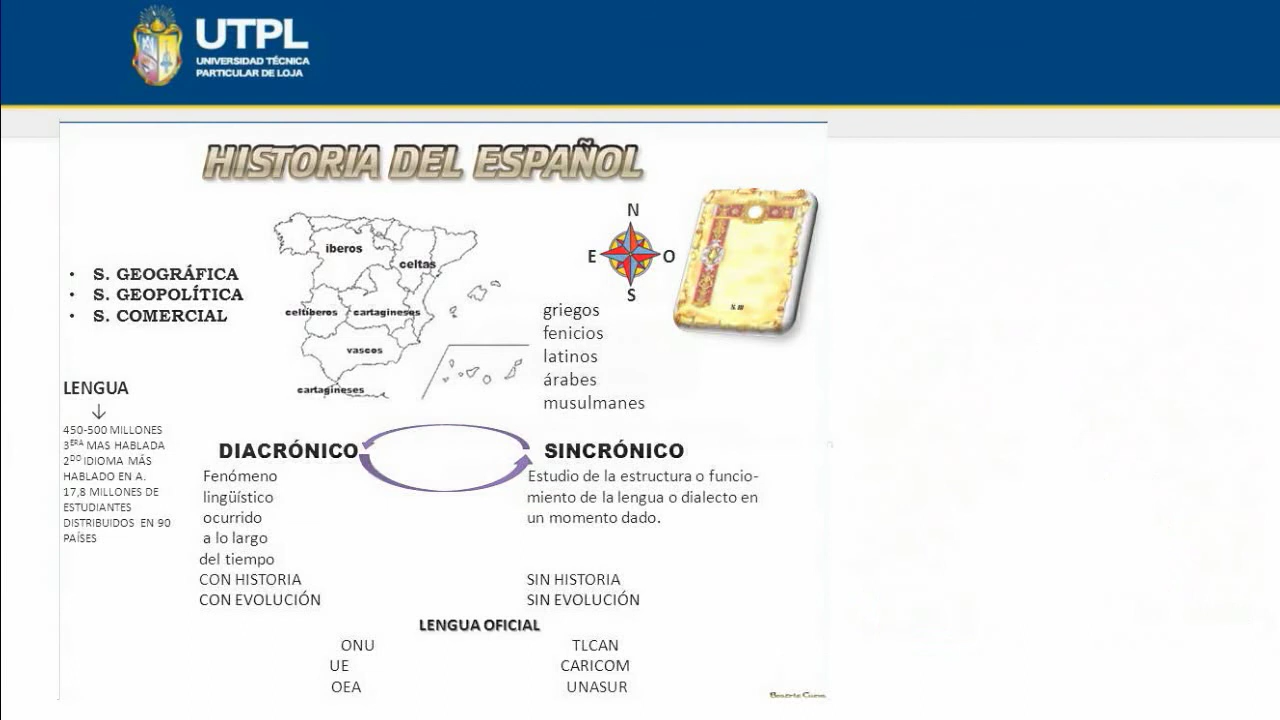 UTPL
UNIVERSIDAD TÉCNICA
PARTICULAR DE LOJA
HISTORIA DEL ESPAÑOL
• S. GEOGRÁFICA
• S. GEOPOLÍTICA
• S. COMERCIAL
iberos
celtas
celtiberos
cartagineses
vascos
cartagineses
N
E
O
S
griegos
fenicios
latinos
árabes
musulmanes
LENGUA
↓
450-500 MILLONES
3ERA MAS HABLADA
2DO IDIOMA MÁS
HABLADO EN A.
17,8 MILLONES DE
ESTUDIANTES
DISTRIBUIDOS EN 90
PAÍSES
DIACRÓNICO
Fenómeno
lingüístico
ocurrido
a lo largo
del tiempo
CON HISTORIA
CON EVOLUCIÓN
SINCRÓNICO
Estudio de la estructura o funcio-
miento de la lengua o dialecto en
un momento dado.
SIN HISTORIA
SIN EVOLUCIÓN
LENGUA OFICIAL
ONU
UE
OEA
TLCAN
CARICOM
UNASUR